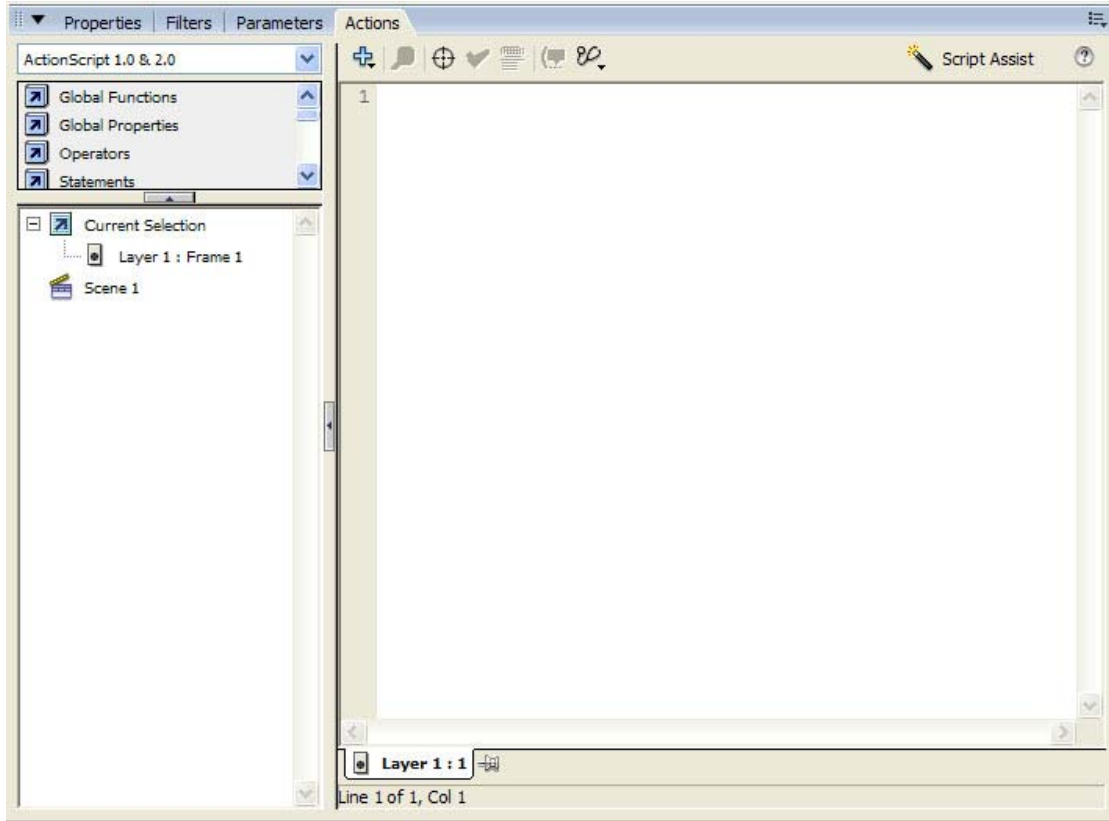 Properties Filters Parameters Actions
ActionScript 1.0 & 2.0
Script Assist
Global Functions
Global Properties
Operators
Statements
1
Current Selection
Layer 1 : Frame 1
Scene 1
Layer 1 : 1
Line 1 of 1, Col 1